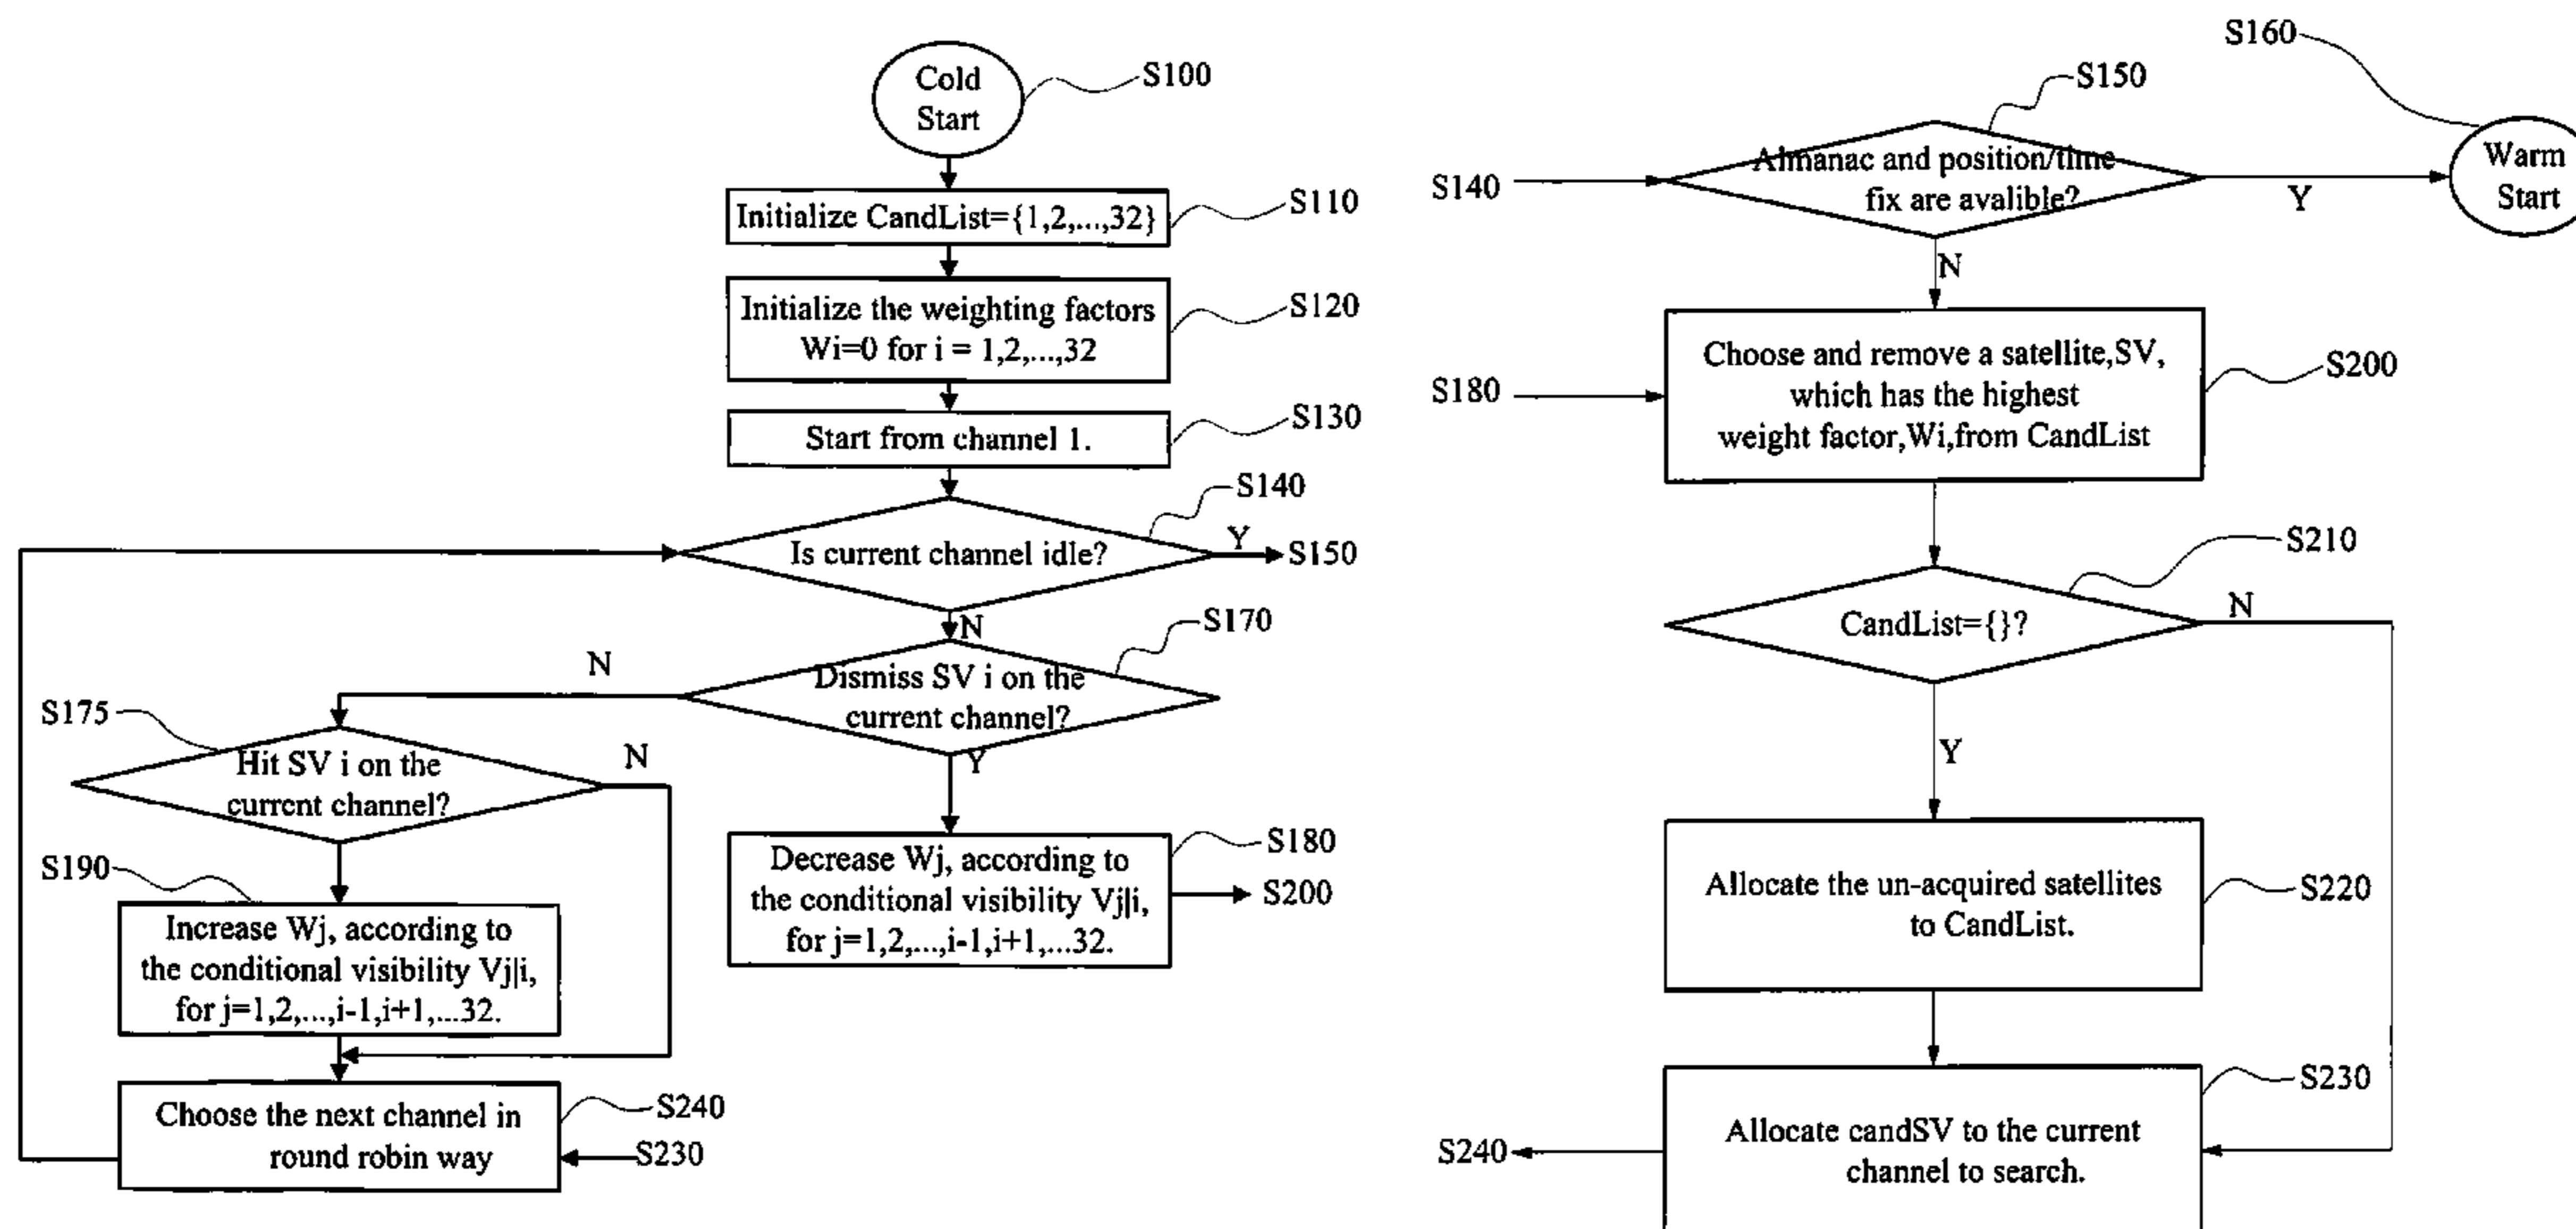 Cold
Start
S100
Initialize CandList={1,2,...,32}
S110
Initialize the weighting factors
Wi=0 for i = 1,2,...,32
S120
Start from channel 1.
S130
Is current channel idle?
S140
Y
S150
N
Dismiss SV i on the
current channel?
S170
N
Y
S175
Hit SV i on the
current channel?
N
S190
Increase Wj, according to
the conditional visibility Vj|i,
for j=1,2,...,i-1,i+1,...32.
Decrease Wj, according to
the conditional visibility Vj|i,
for j=1,2,...,i-1,i+1,...32.
S180
S200
Choose the next channel in
round robin way
S240
S230
S140
Almanac and position/time
fix are avalible?
S150
Y
S160
Warm
Start
N
S180
Choose and remove a satellite,SV,
which has the highest
weight factor,Wi,from CandList
S200
CandList={}?
S210
N
Y
Allocate the un-acquired satellites
to CandList.
S220
Allocate candSV to the current
channel to search.
S230
S240